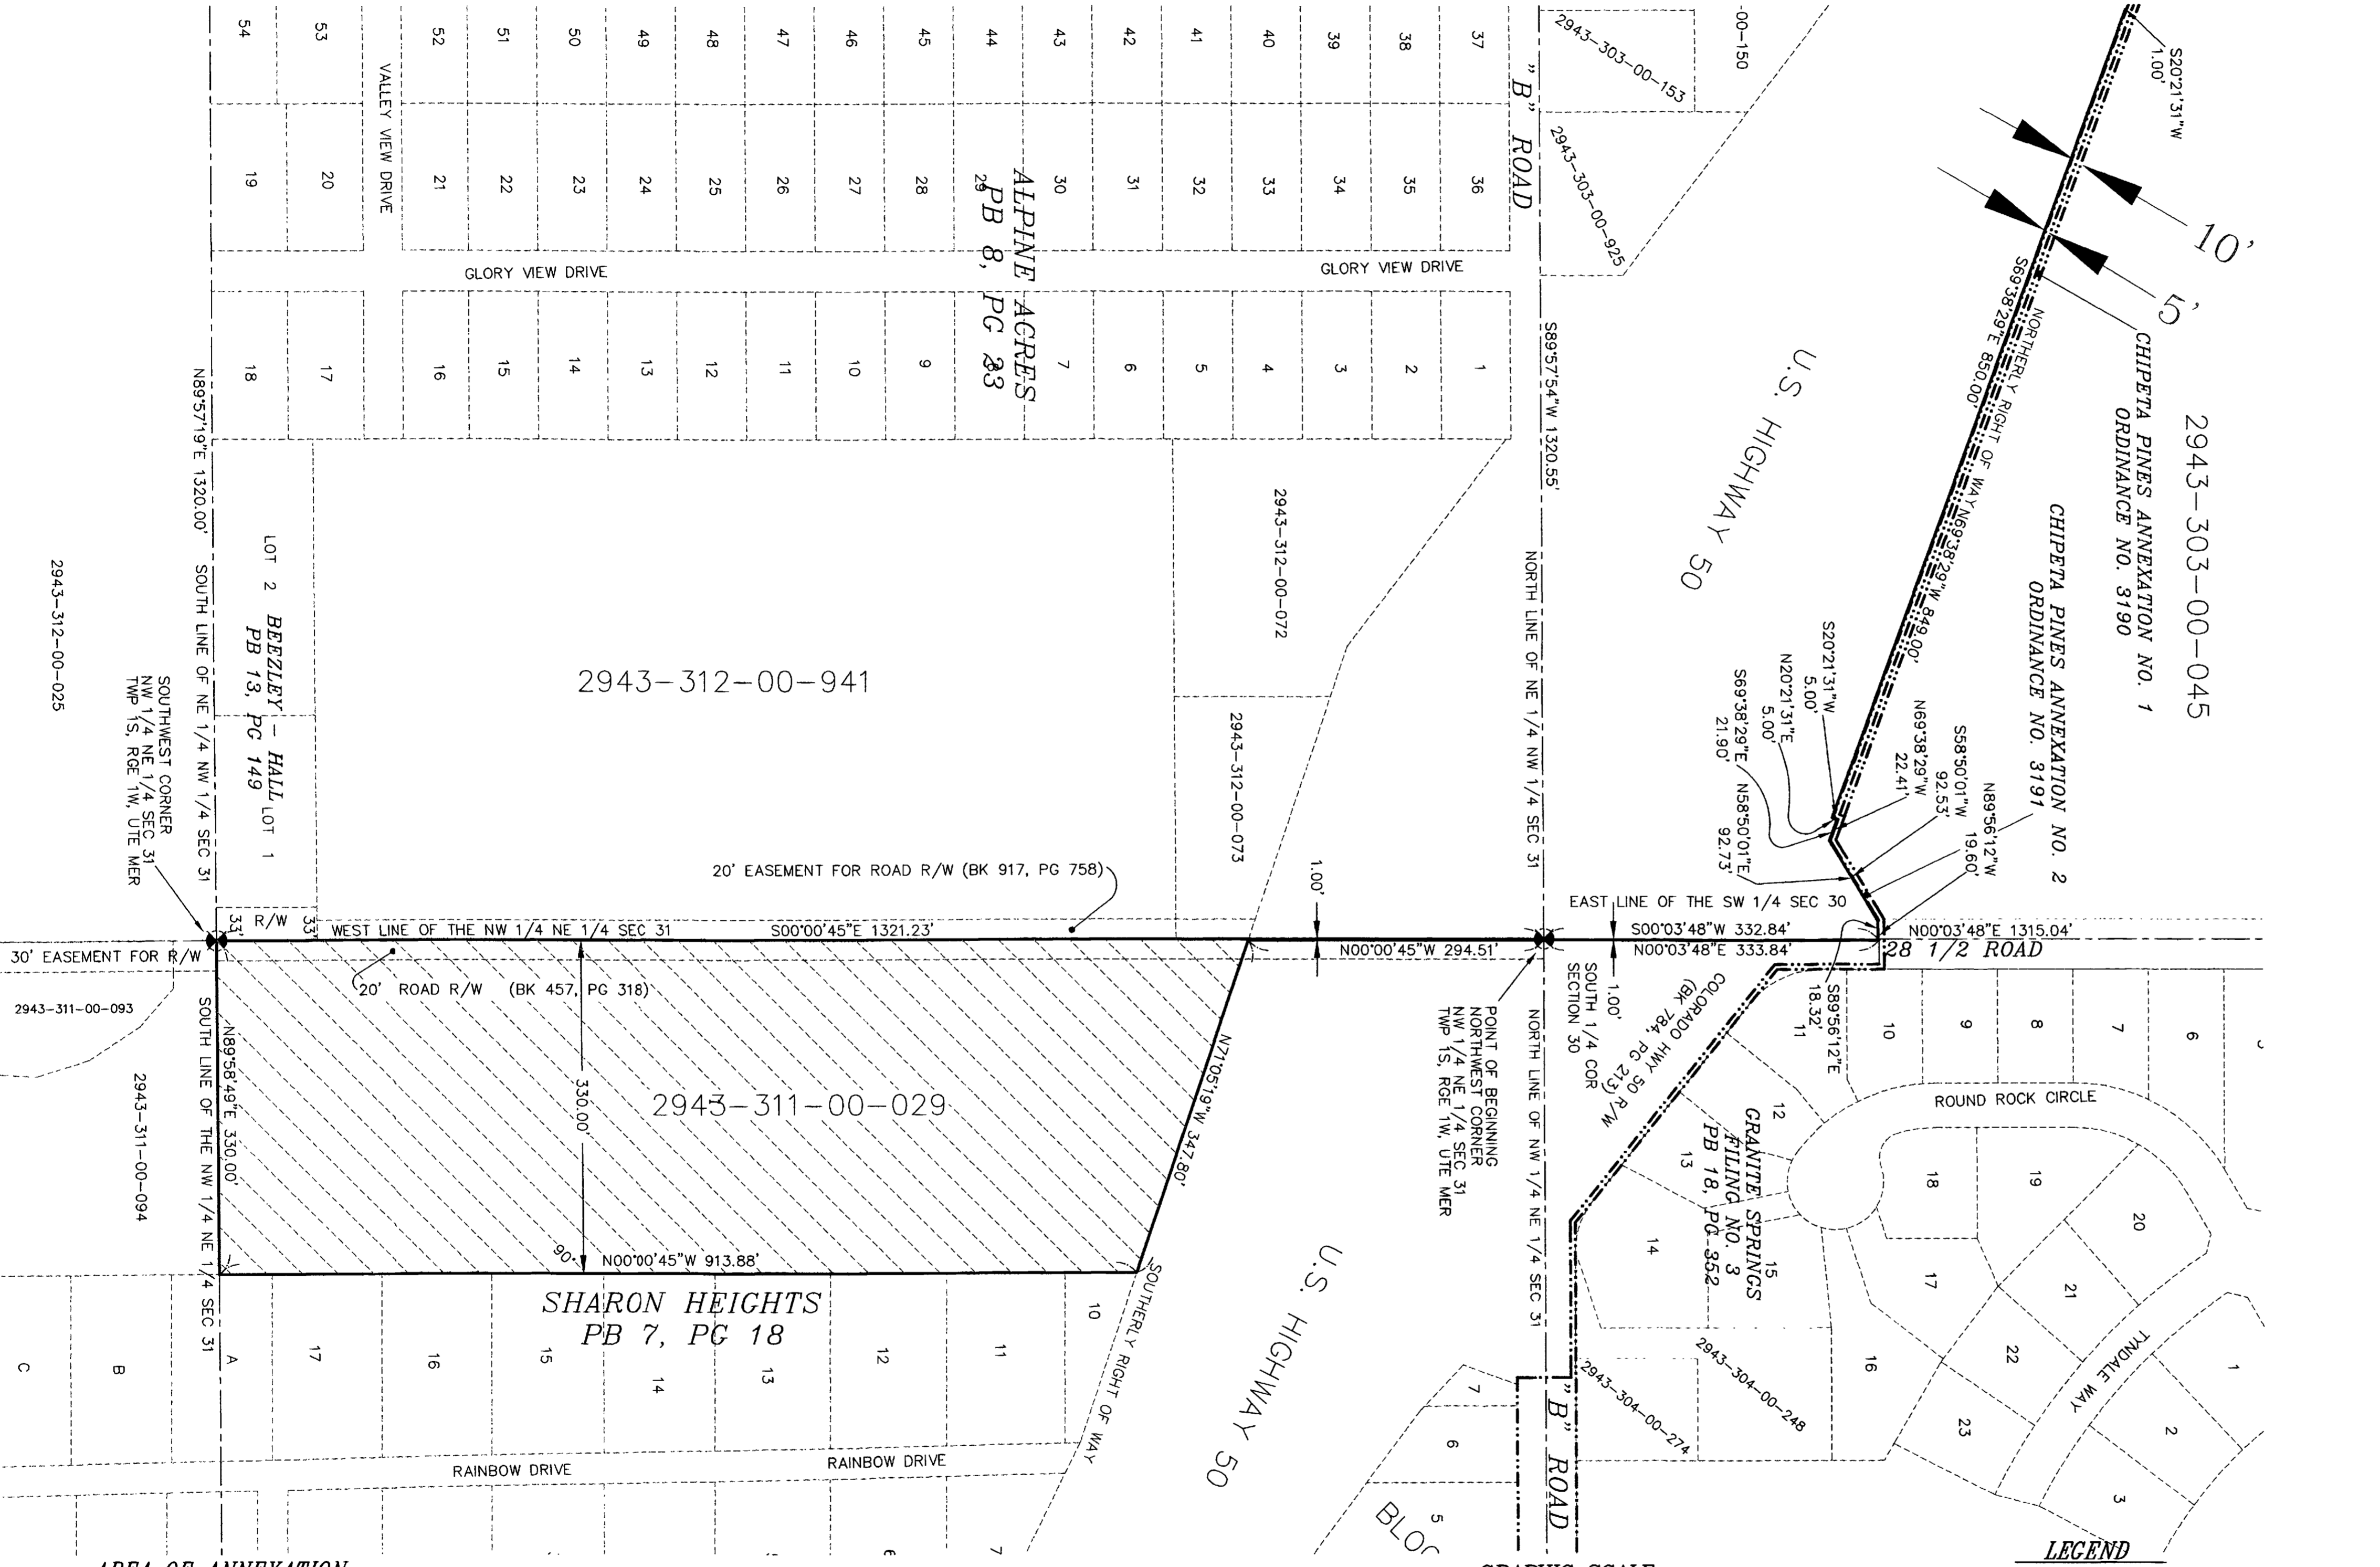 54
53
52
51
50
49
48
47
46
45
44
43
42
41
40
39
38
37
VALLEY VIEW DRIVE
19
20
21
22
23
24
25
26
27
28
29
30
31
32
33
34
35
36
GLORY VIEW DRIVE
GLORY VIEW DRIVE
ALPINE ACRES
PB 8, PG 23
18
17
16
15
14
13
12
11
10
9
7
6
5
4
3
2
1
"B" ROAD
2943-303-00-153
00-150
2943-303-00-925
S20°21'31"W
1.00'
10'
5'
S69°38'29"E 850.00'
NORTHERLY RIGHT OF WAY
N69°38'29"W 849.00'
CHIPETA PINES ANNEXATION NO. 1
ORDINANCE NO. 3190
2943-303-00-045
CHIPETA PINES ANNEXATION NO. 2
ORDINANCE NO. 3191
U.S. HIGHWAY 50
S89°57'54"W 1320.55'
NORTH LINE OF NE 1/4 NW 1/4 SEC 31
N89°57'19"E 1320.00'
SOUTH LINE OF NE 1/4 NW 1/4 SEC 31
LOT 2
BEEZLEY - HALL
PB 13, PG 149
LOT 1
2943-312-00-025
SOUTHWEST CORNER
NW 1/4 NE 1/4 SEC 31
TWP 1S, RGE 1W, UTE MER
2943-312-00-941
2943-312-00-072
2943-312-00-073
S20°21'31"W
5.00'
N20°21'31"E
5.00'
S69°38'29"E
21.90'
N69°38'29"W
22.41'
S58°50'01"W
92.53'
N58°50'01"E
92.73'
N89°56'12"W
19.60'
20' EASEMENT FOR ROAD R/W (BK 917, PG 758)
1.00'
EAST LINE OF THE SW 1/4 SEC 30
33'
R/W
33'
WEST LINE OF THE NW 1/4 NE 1/4 SEC 31
S00°00'45"E 1321.23'
N00°00'45"W 294.51'
S00°03'48"W 332.84'
N00°03'48"E 333.84'
N00°03'48"E 1315.04'
28 1/2 ROAD
30' EASEMENT FOR R/W
20' ROAD R/W (BK 457, PG 318)
2943-311-00-093
2943-311-00-094
N89°58'49"E 330.00'
SOUTH LINE OF THE NW 1/4 NE 1/4 SEC 31
330.00'
2943-311-00-029
N71°05'19"W 347.80'
90°
N00°00'45"W 913.88'
SOUTHERLY RIGHT OF WAY
POINT OF BEGINNING
NORTHWEST CORNER
NW 1/4 NE 1/4 SEC 31
TWP 1S, RGE 1W, UTE MER
NORTH LINE OF NW 1/4 NE 1/4 SEC 31
SOUTH 1/4 COR
SECTION 30
1.00'
COLORADO HWY 50 R/W
(BK 784, PG 213)
S89°56'12"E
18.32'
11
10
9
8
7
6
ROUND ROCK CIRCLE
12
13
14
15
GRANITE SPRINGS
FILING NO. 3
PB 18, PG 352
18
19
20
17
21
16
22
23
TYNDALE WAY
1
2
3
2943-304-00-248
2943-304-00-274
"B" ROAD
U.S. HIGHWAY 50
SHARON HEIGHTS
PB 7, PG 18
C
B
A
17
16
15
14
13
12
11
10
RAINBOW DRIVE
RAINBOW DRIVE
6
7
7
6
5
LEGEND
AREA OF ANNEXATION
GRAPHIC SCALE